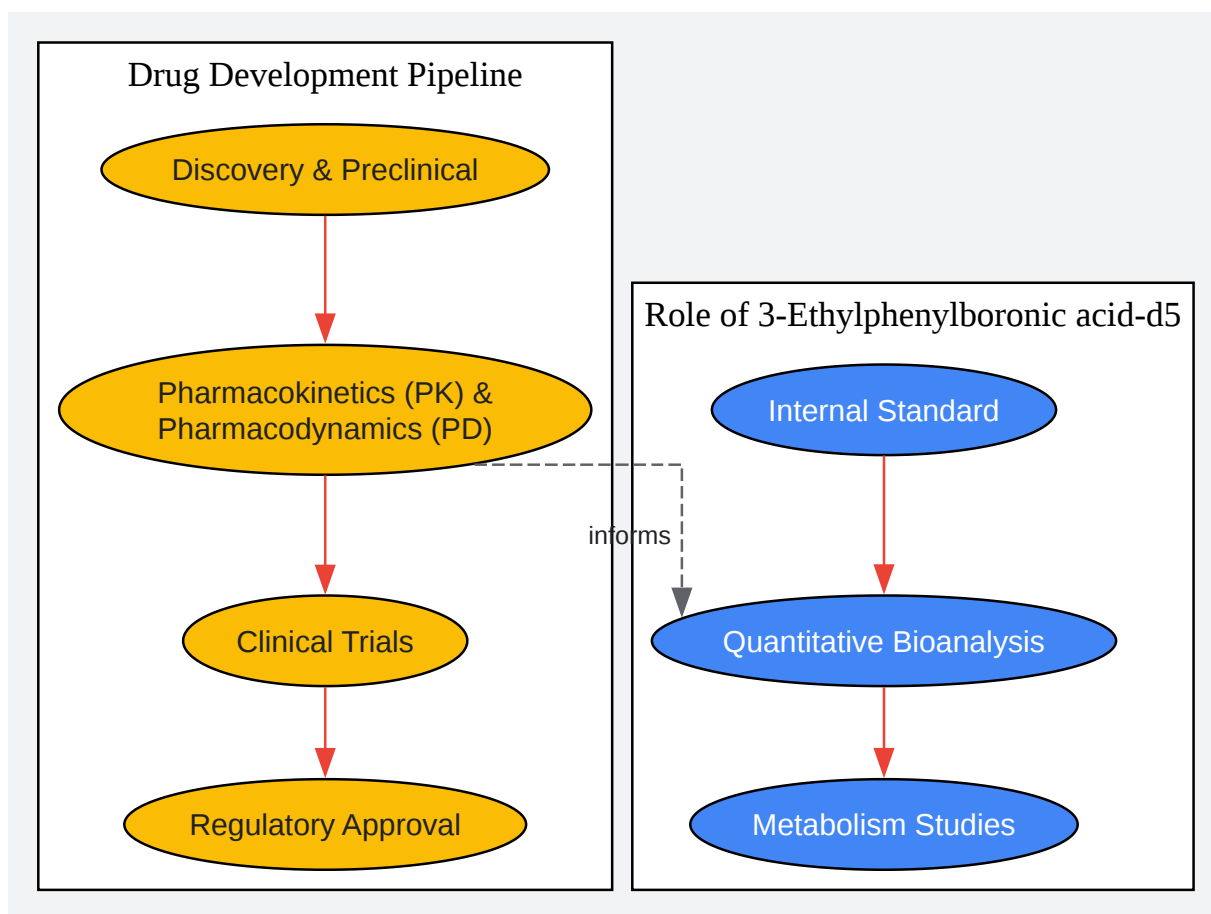 Drug Development Pipeline
Discovery & Preclinical
Pharmacokinetics (PK) &
Pharmacodynamics (PD)
Clinical Trials
Regulatory Approval
informs
Role of 3-Ethylphenylboronic acid-d5
Internal Standard
Quantitative Bioanalysis
Metabolism Studies